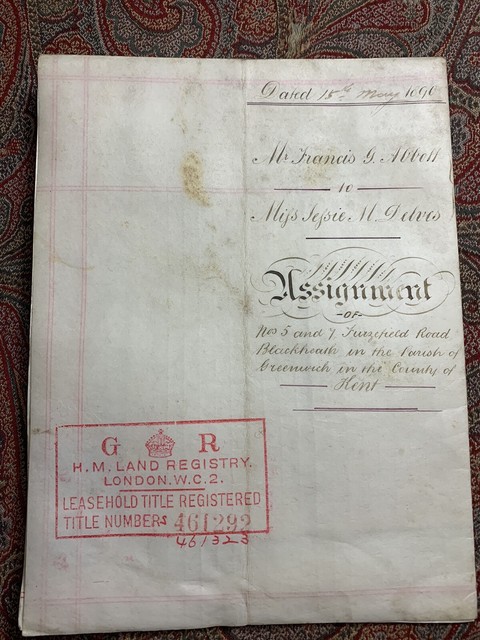 Dated 15th May 1890
Mr Francis G. Abbott
to
Miss Jessie M. Delves
Assignment
-OF-
Nos 5 and 7 Furzefield Road
Blackheath in the Parish of
Greenwich in the County of
Kent
G R
H.M. LAND REGISTRY.
LONDON.W.C.2.
LEASEHOLD TITLE REGISTERED
TITLE NUMBERS 461292
461323